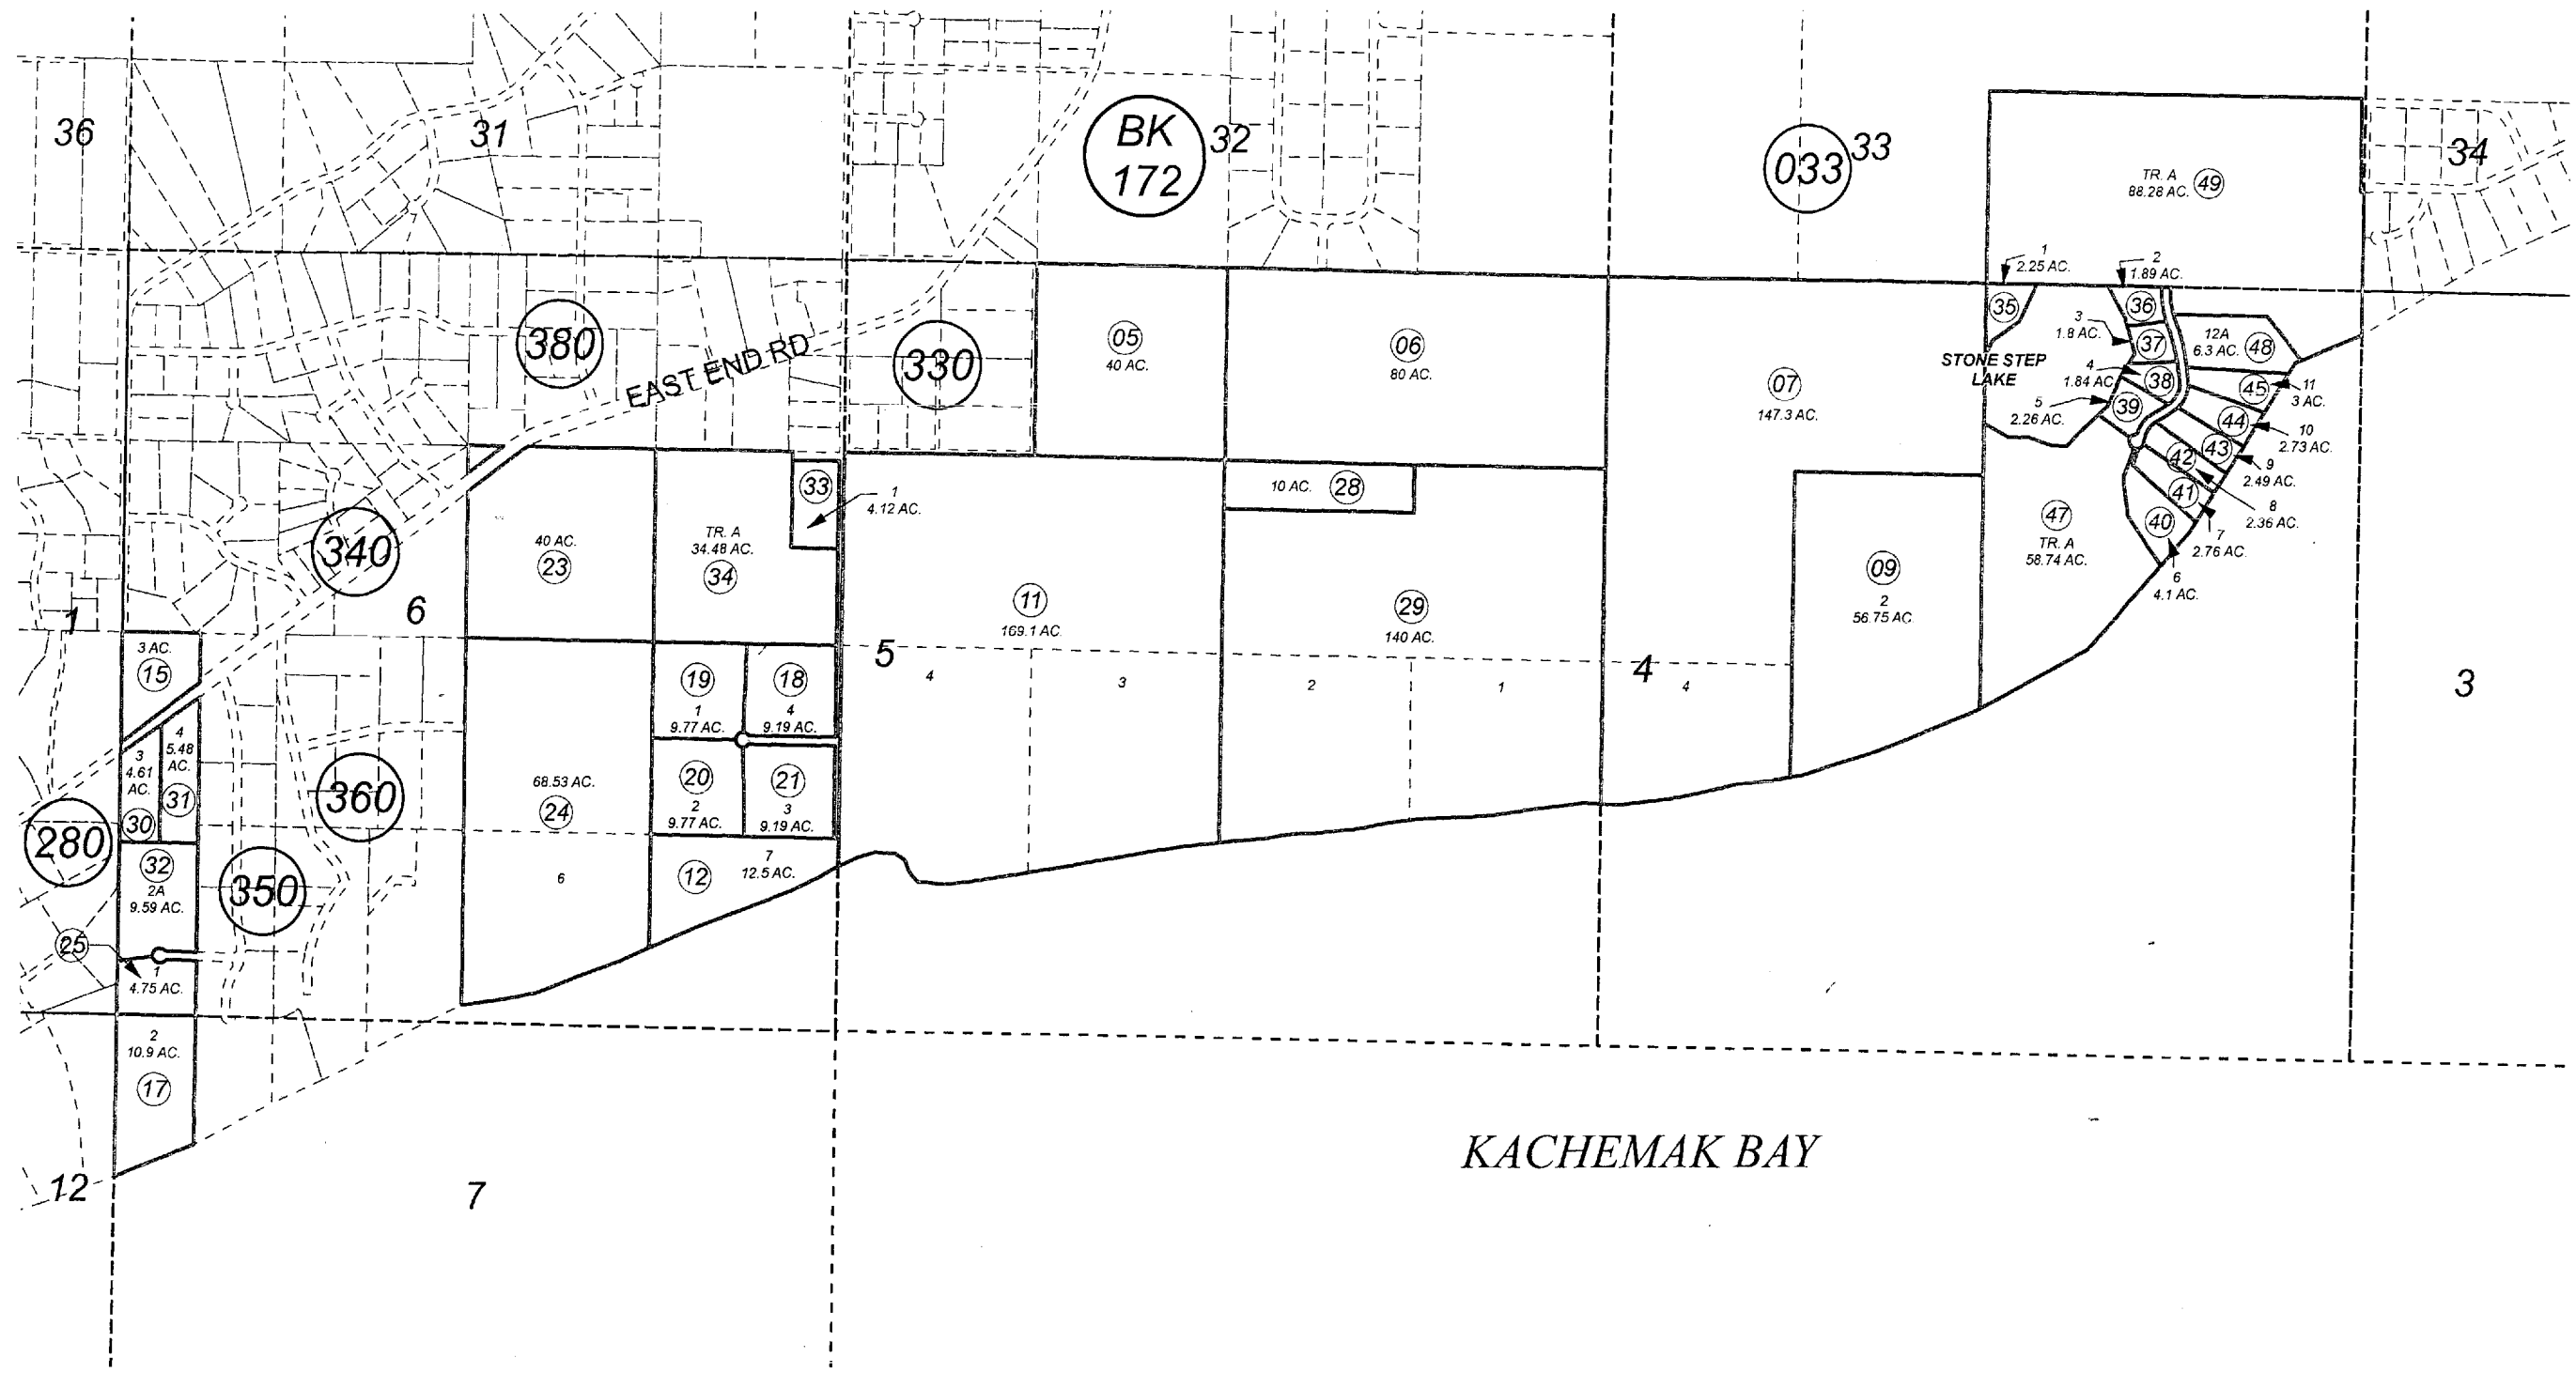 36
31
BK
172
32
033
33
34
TR. A
88.28 AC.
49
1
2.25 AC.
2
1.89 AC.
35
36
3
1.8 AC.
37
12A
6.3 AC.
48
STONE STEP
LAKE
4
1.84 AC.
38
45
11
3 AC.
5
2.26 AC.
39
44
10
2.73 AC.
43
42
9
2.49 AC.
41
8
2.36 AC.
40
7
2.76 AC.
6
4.1 AC.
47
TR. A
58.74 AC.
380
EAST END RD
330
05
40 AC.
06
80 AC.
07
147.3 AC.
33
1
4.12 AC.
10 AC.
28
340
40 AC.
23
TR. A
34.48 AC.
34
09
2
56.75 AC.
11
169.1 AC.
29
140 AC.
1
6
5
4
3
3 AC.
15
19
1
9.77 AC.
18
4
9.19 AC.
4
3
2
1
4
3
4.61
AC.
30
4
5.48
AC.
31
360
68.53 AC.
24
20
2
9.77 AC.
21
3
9.19 AC.
280
32
2A
9.59 AC.
350
6
12
7
12.5 AC.
25
1
4.75 AC.
2
10.9 AC.
17
12
7
KACHEMAK BAY